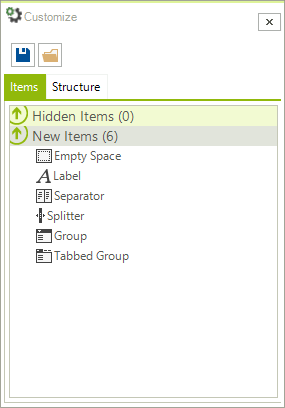 Customize
Items Structure
Hidden Items (0)
New Items (6)
Empty Space
Label
Separator
Splitter
Group
Tabbed Group